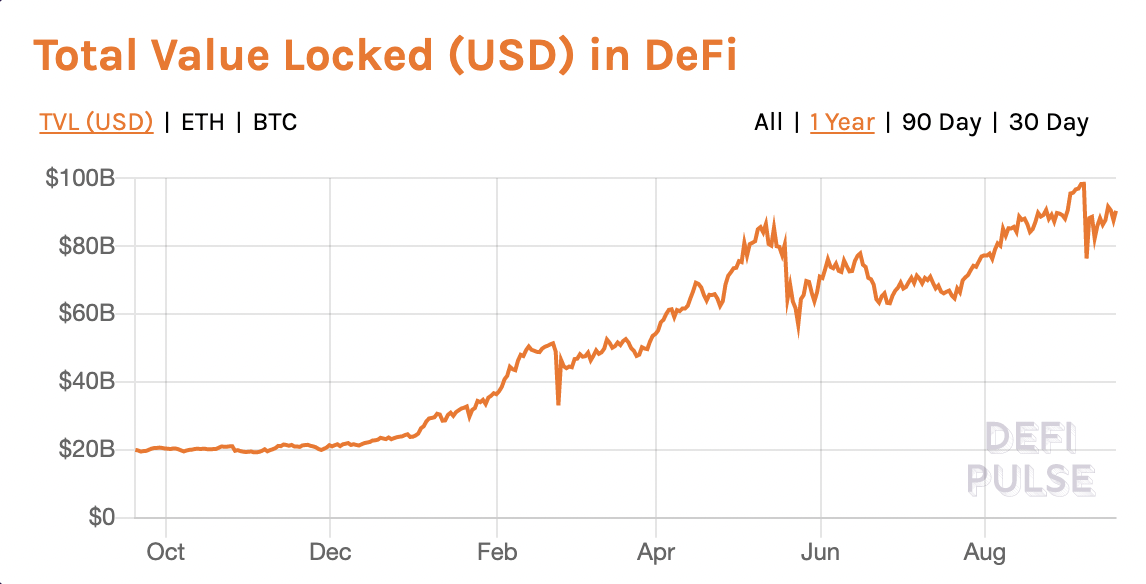 Total Value Locked (USD) in DeFi
TVL (USD) | ETH | BTC
All | 1 Year | 90 Day | 30 Day
$100B
$80B
$60B
$40B
$20B
$0
Oct Dec Feb Apr Jun Aug
DEFI
PULSE